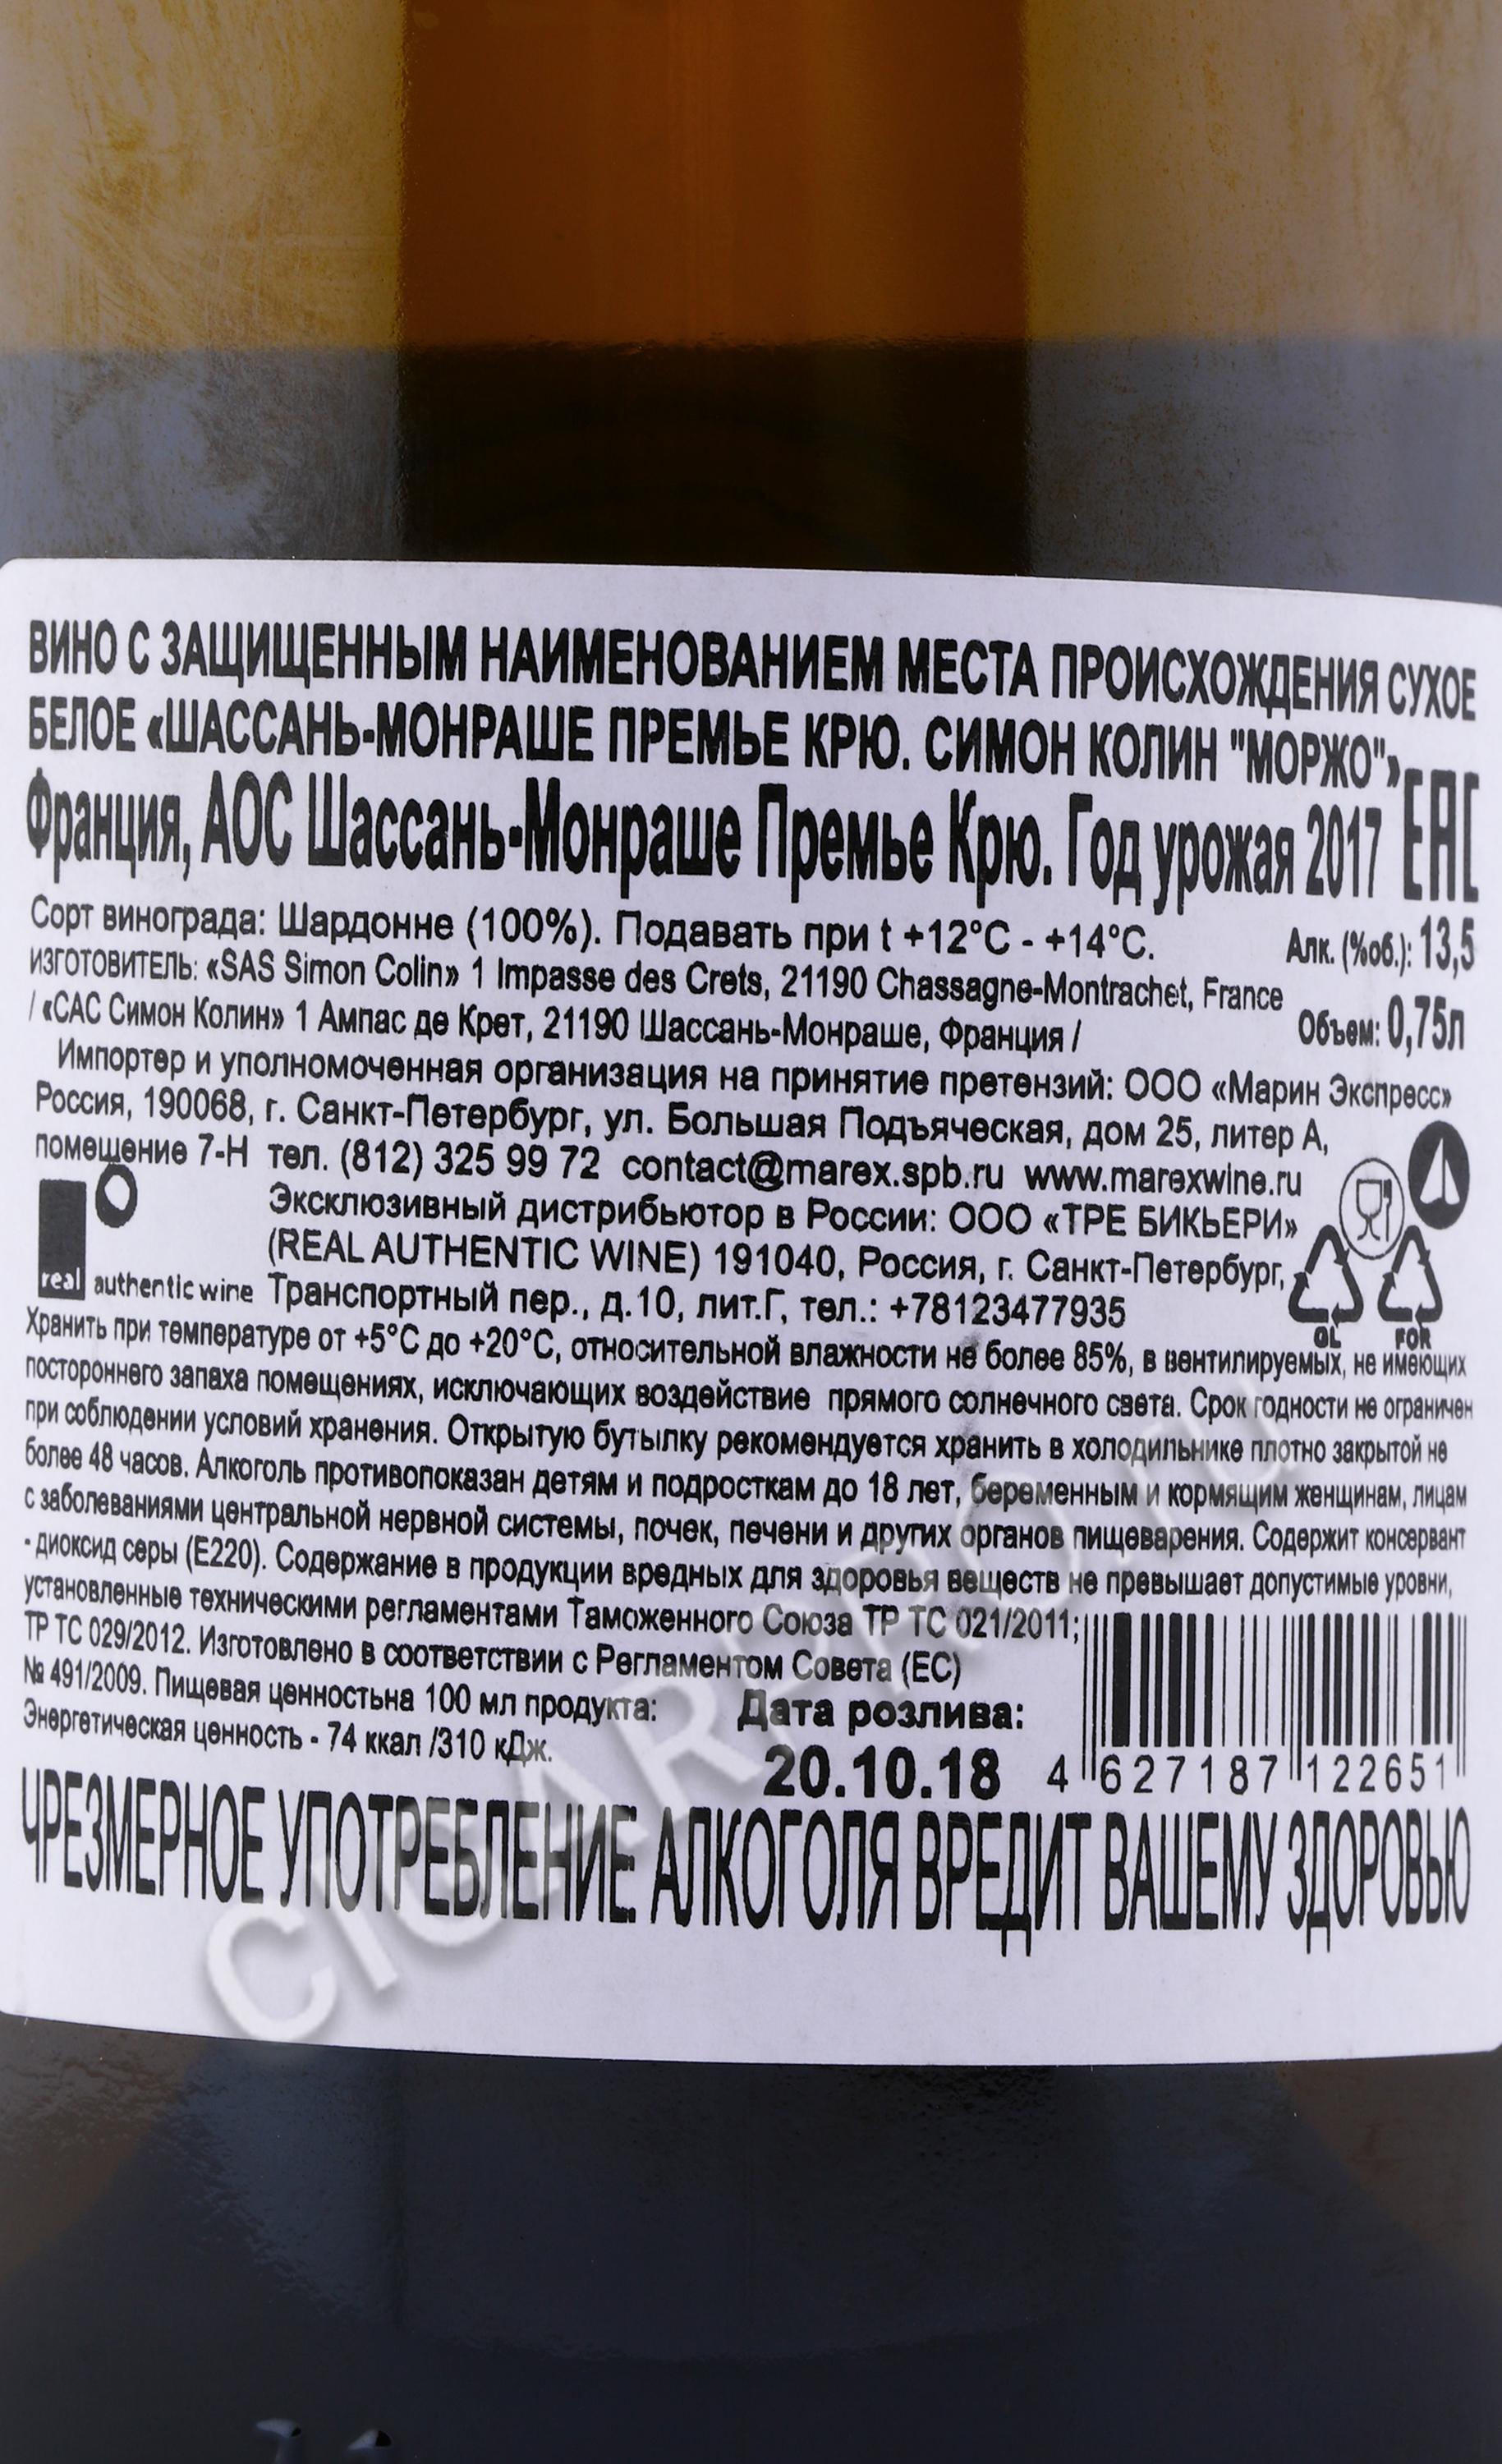 ВИНО С ЗАЩИЩЕННЫМ НАИМЕНОВАНИЕМ МЕСТА ПРОИСХОЖДЕНИЯ СУХОЕ
БЕЛОЕ «ШАССАНЬ-МОНРАШЕ ПРЕМЬЕ КРЮ. СИМОН КОЛИН "МОРЖО"»
Франция, АОС Шассань-Монраше Премье Крю. Год урожая 2017 EAC
Сорт винограда: Шардонне (100%). Подавать при t +12°C - +14°C.
Алк. (%об.): 13,5
ИЗГОТОВИТЕЛЬ: «SAS Simon Colin» 1 Impasse des Crets, 21190 Chassagne-Montrachet, France
/ «САС Симон Колин» 1 Ампас де Крет, 21190 Шассань-Монраше, Франция /
Объем: 0,75л
Импортер и уполномоченная организация на принятие претензий: ООО «Марин Экспресс»
Россия, 190068, г. Санкт-Петербург, ул. Большая Подъяческая, дом 25, литер А,
помещение 7-Н тел. (812) 325 99 72 contact@marex.spb.ru www.marexwine.ru
Эксклюзивный дистрибьютор в России: ООО «ТРЕ БИКЬЕРИ»
(REAL AUTHENTIC WINE) 191040, Россия, г. Санкт-Петербург,
real authentic wine Транспортный пер., д.10, лит.Г, тел.: +78123477935
GL FOR
Хранить при температуре от +5°C до +20°C, относительной влажности не более 85%, в вентилируемых, не имеющих
постороннего запаха помещениях, исключающих воздействие прямого солнечного света. Срок годности не ограничен
при соблюдении условий хранения. Открытую бутылку рекомендуется хранить в холодильнике плотно закрытой не
более 48 часов. Алкоголь противопоказан детям и подросткам до 18 лет, беременным и кормящим женщинам, лицам
с заболеваниями центральной нервной системы, почек, печени и других органов пищеварения. Содержит консервант
- диоксид серы (E220). Содержание в продукции вредных для здоровья веществ не превышает допустимые уровни,
установленные техническими регламентами Таможенного Союза ТР ТС 021/2011;
ТР ТС 029/2012. Изготовлено в соответствии с Регламентом Совета (ЕС)
№ 491/2009. Пищевая ценностьна 100 мл продукта:
Энергетическая ценность - 74 ккал /310 кДж.
Дата розлива:
20.10.18
4 627187 122651
ЧРЕЗМЕРНОЕ УПОТРЕБЛЕНИЕ АЛКОГОЛЯ ВРЕДИТ ВАШЕМУ ЗДОРОВЬЮ
CIGARPRO.ru